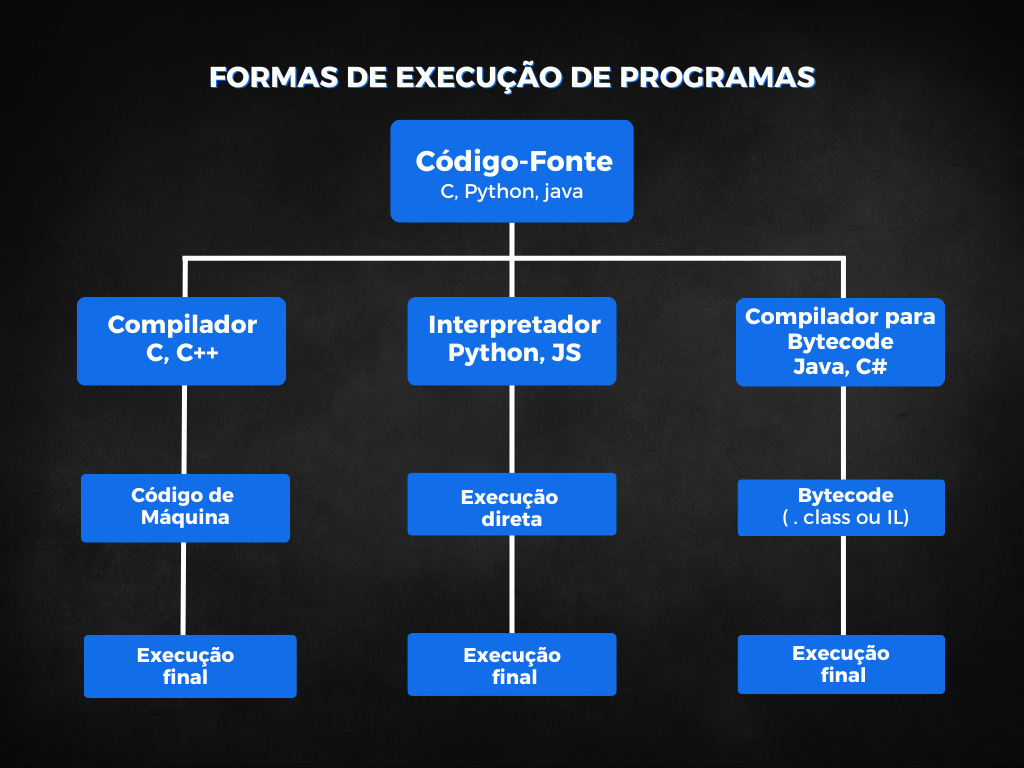 FORMAS DE EXECUÇÃO DE PROGRAMAS
Código-Fonte
C, Python, java
Compilador
C, C++
Interpretador
Python, JS
Compilador para
Bytecode
Java, C#
Código de
Máquina
Execução
direta
Bytecode
( . class ou IL)
Execução
final
Execução
final
Execução
final